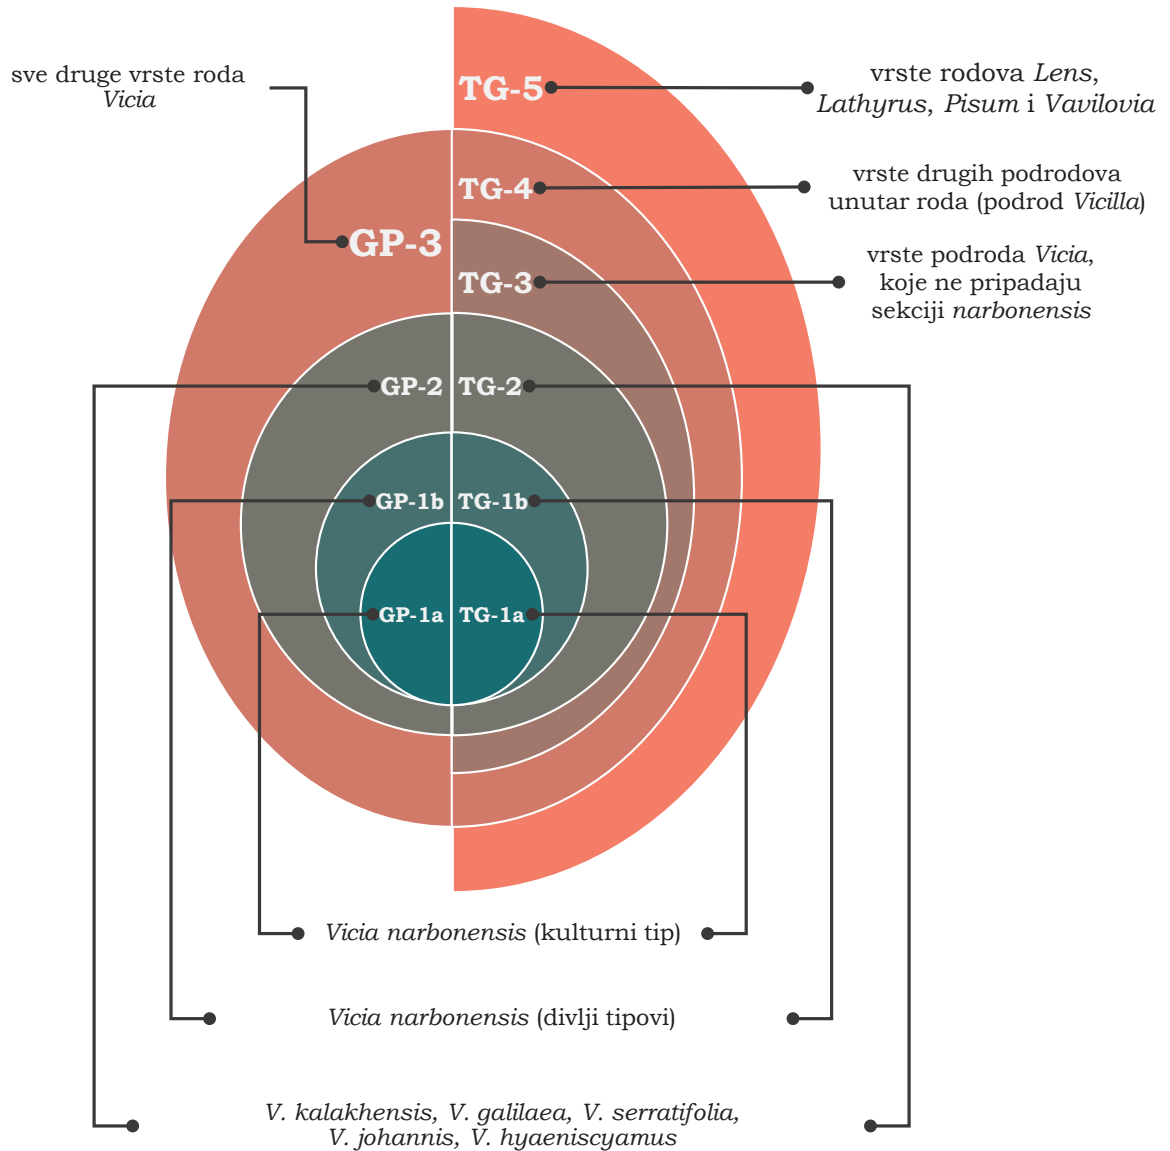 sve druge vrste roda
Vicia
TG-5
vrste rodova Lens,
Lathyrus, Pisum i Vavilovia
TG-4
vrste drugih podrodova
unutar roda (podrod Vicilla)
GP-3
TG-3
vrste podroda Vicia,
koje ne pripadaju
sekciji narbonensis
GP-2
TG-2
GP-1b
TG-1b
GP-1a
TG-1a
Vicia narbonensis (kulturni tip)
Vicia narbonensis (divlji tipovi)
V. kalakhensis, V. galilaea, V. serratifolia,
V. johannis, V. hyaeniscyamus